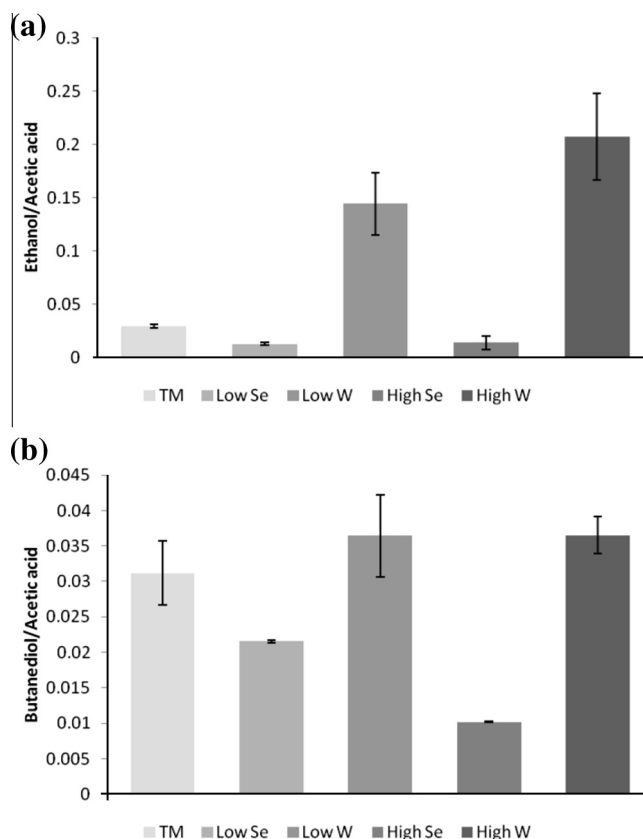 (a)
Ethanol/Acetic acid
0.3
0.25
0.2
0.15
0.1
0.05
0
TM Low Se Low W High Se High W
(b)
Butanediol/Acetic acid
0.045
0.04
0.035
0.03
0.025
0.02
0.015
0.01
0.005
0
TM Low Se Low W High Se High W